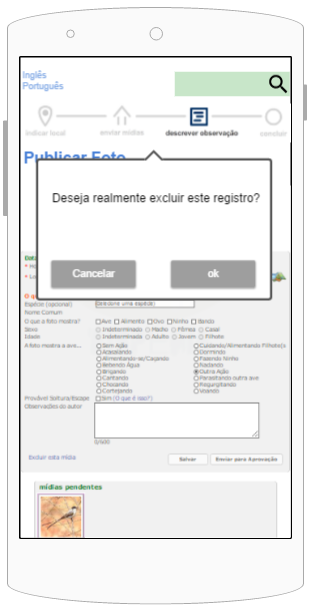 Inglês
Português
indicar local
enviar mídias
descrever observação
concluir
Publicar Foto
Deseja realmente excluir este registro?
Cancelar
ok
Espécie (opcional)
(selecione uma espécie)
Nome Comum
O que a foto mostra?
Ave Alimento Ovo Ninho Bando
Sexo
Indeterminado Macho Fêmea Casal
Idade
Indeterminado Adulto Jovem Filhote
A foto mostra a ave...
Sem Ação
Cuidando/Alimentando Filhote(s
Acasalando
Dormindo
Alimentando-se/Caçando
Fazendo Ninho
Bebendo Água
Nadando
Brigando
Outra Ação
Cantando
Parasitando outra ave
Chocando
Regurgitando
Cortejando
Voando
Provável Soltura/Escape
Sim (O que é isso?)
Observações do autor
0/500
Excluir esta mídia
Salvar
Enviar para Aprovação
mídias pendentes